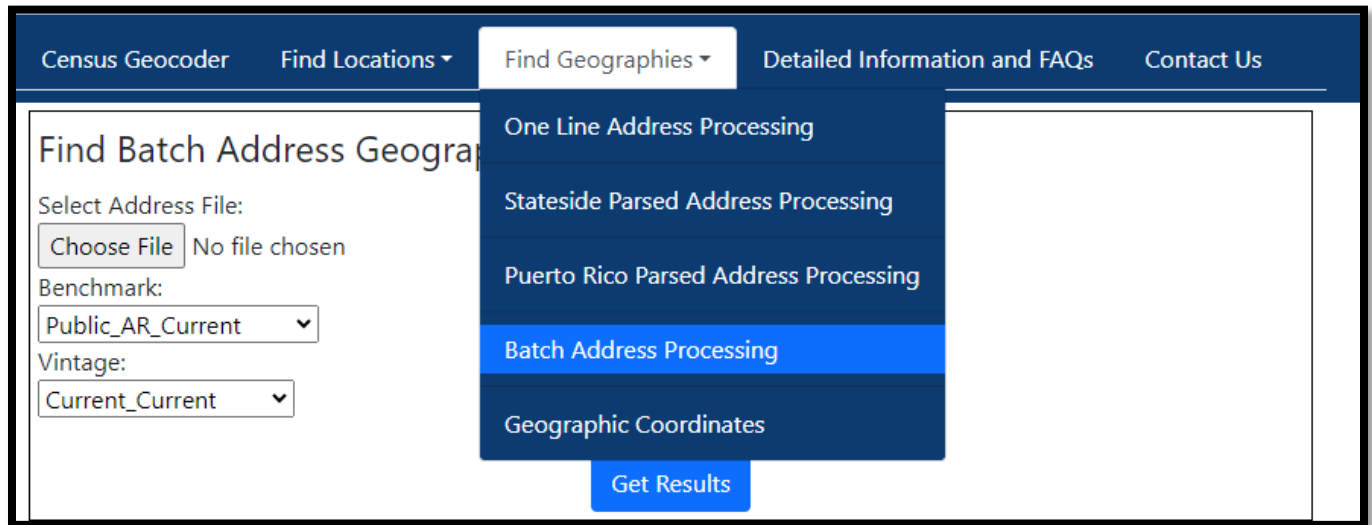 Census Geocoder Find Locations Find Geographies Detailed Information and FAQs Contact Us
One Line Address Processing
Stateside Parsed Address Processing
Puerto Rico Parsed Address Processing
Batch Address Processing
Geographic Coordinates
Find Batch Address
Select Address File:
Choose File No file chosen
Benchmark:
Public_AR_Current
Vintage:
Current_Current
Get Results